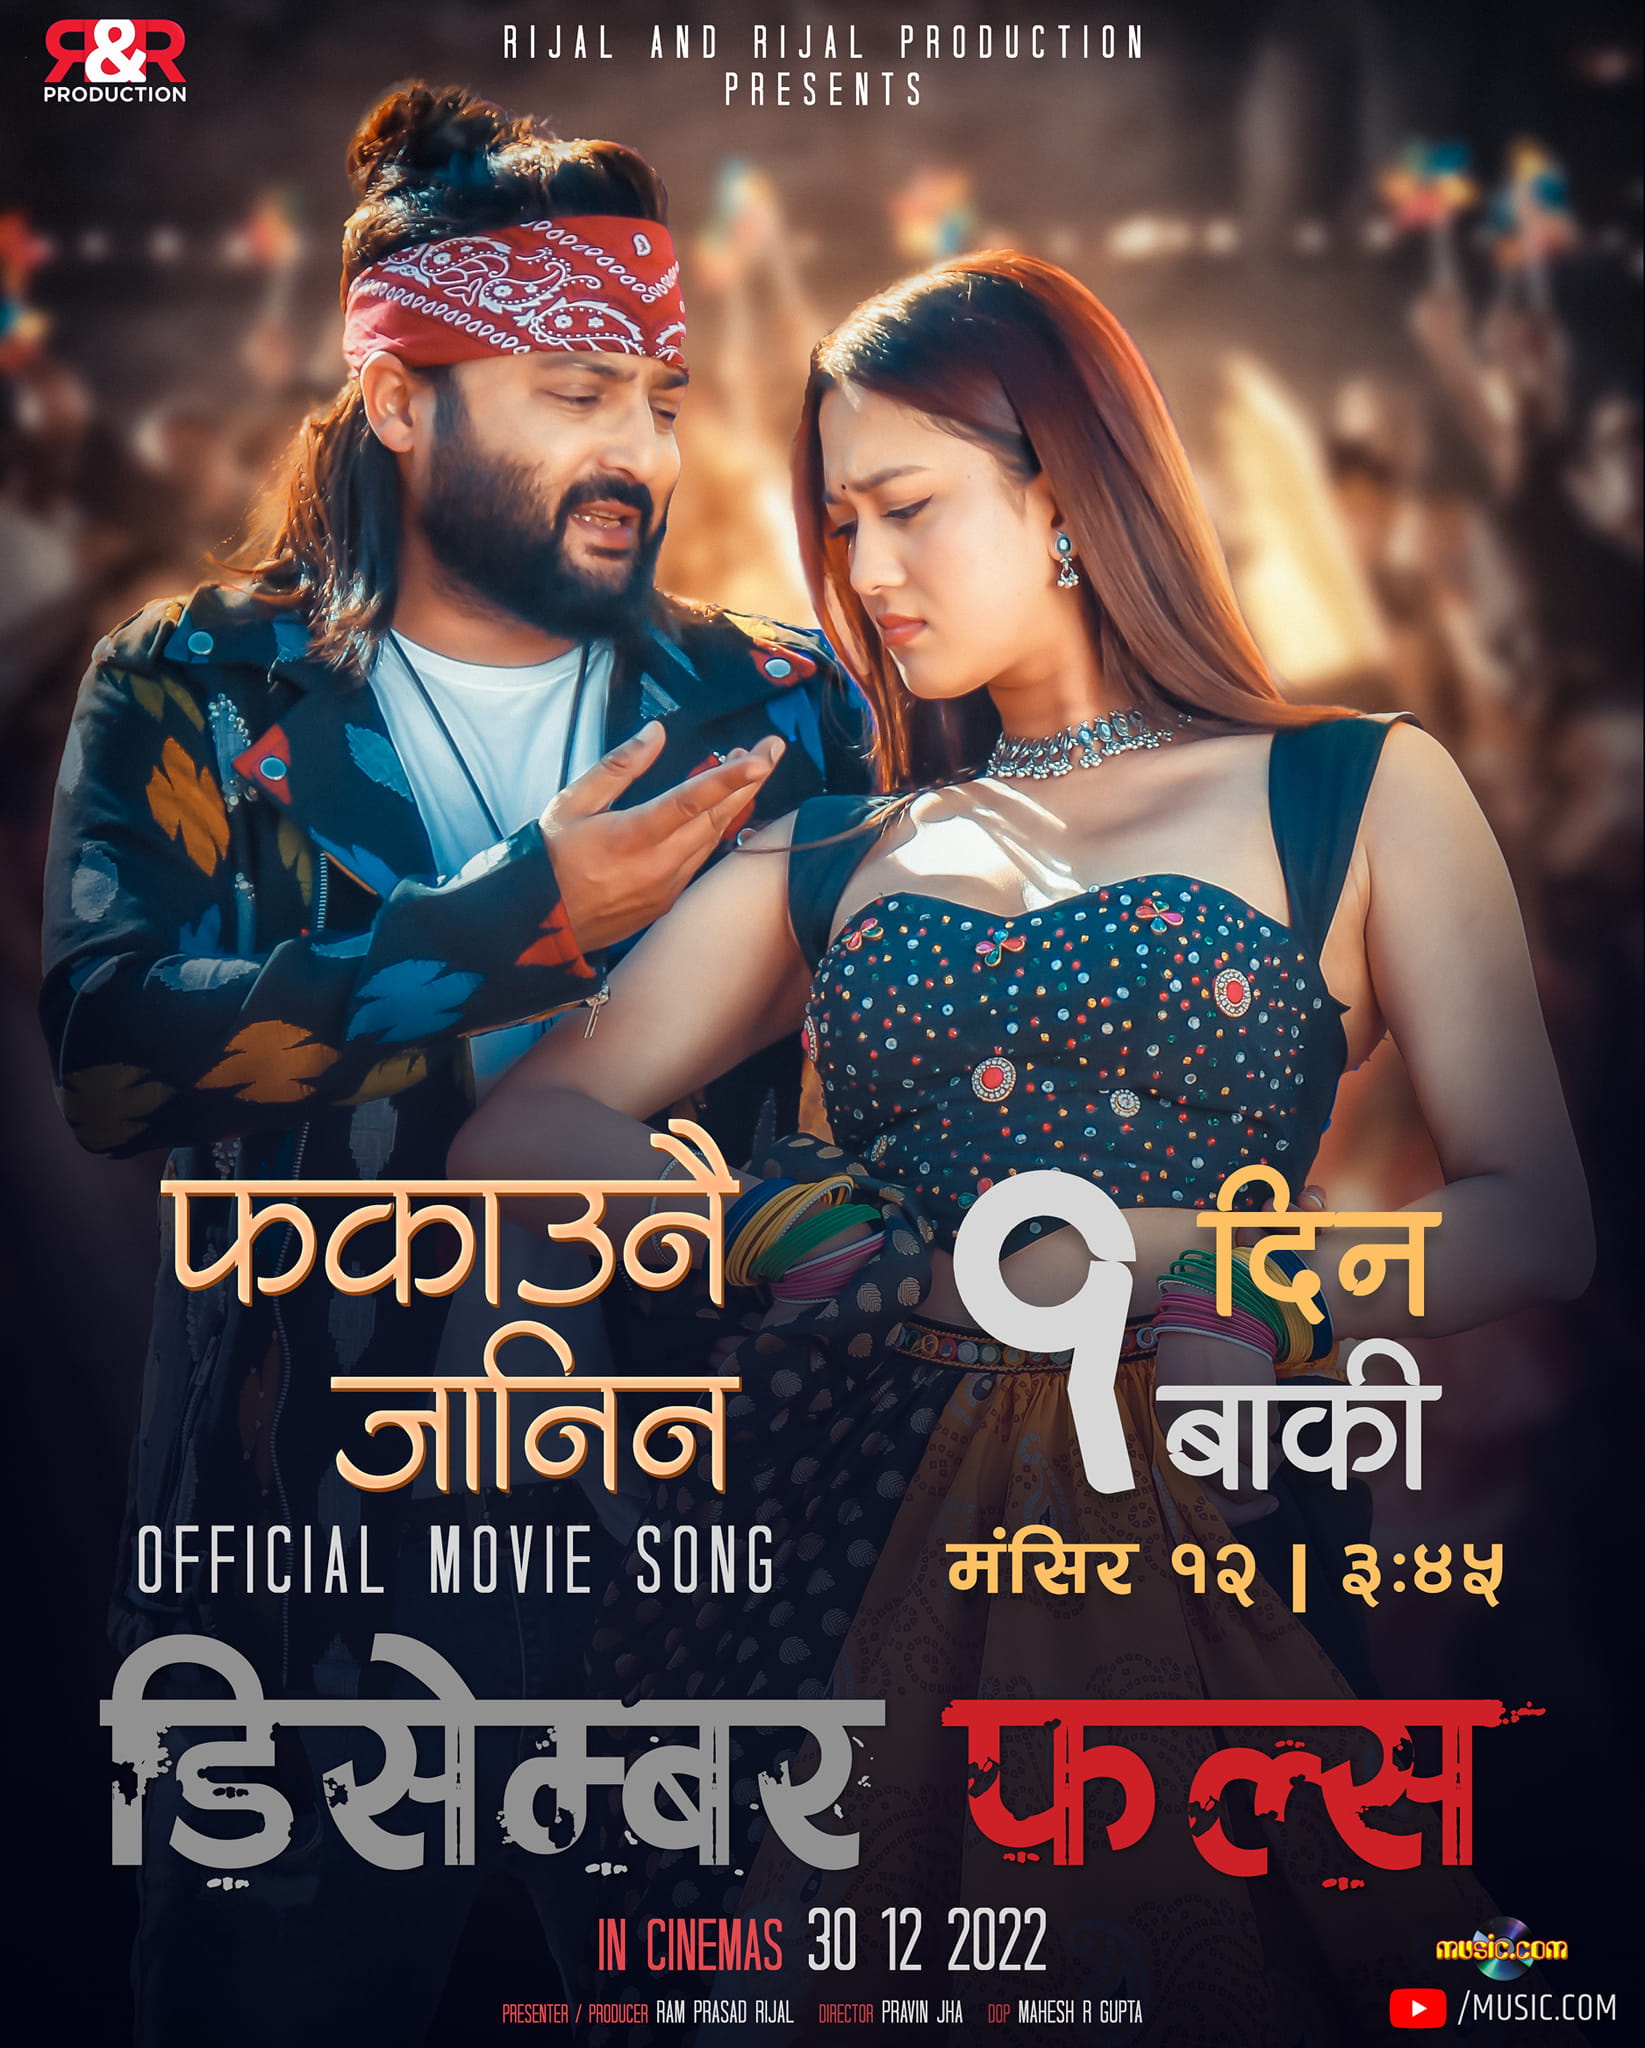 R&R
PRODUCTION
RIJAL AND RIJAL PRODUCTION
PRESENTS
फकाउनै
जानिन
OFFICIAL MOVIE SONG
१ दिन
बाकी
मंसिर १२ | ३:४५
डिसेम्बर फल्स
IN CINEMAS 30 12 2022
PRESENTER / PRODUCER RAM PRASAD RIJAL DIRECTOR PRAVIN JHA DOP MAHESH R GUPTA
music.com
/MUSIC.COM